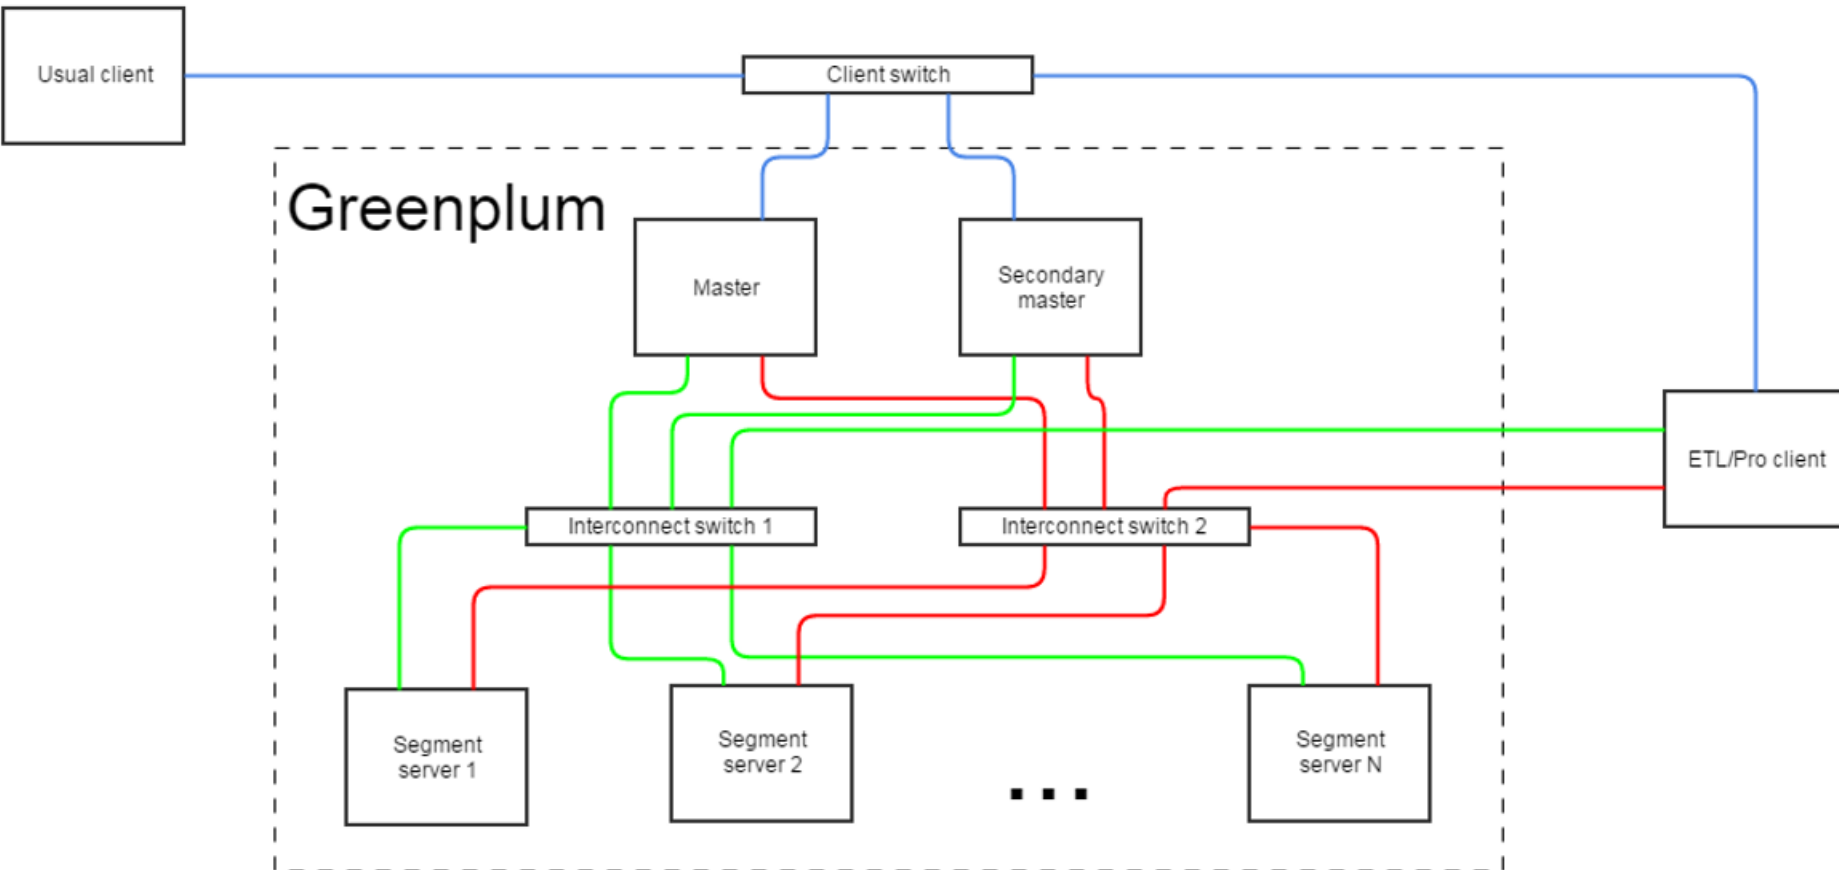 Usual client
Client switch
Greenplum
Master
Secondary
master
ETL/Pro client
Interconnect switch 1
Interconnect switch 2
Segment
server 1
Segment
server 2
...
Segment
server N